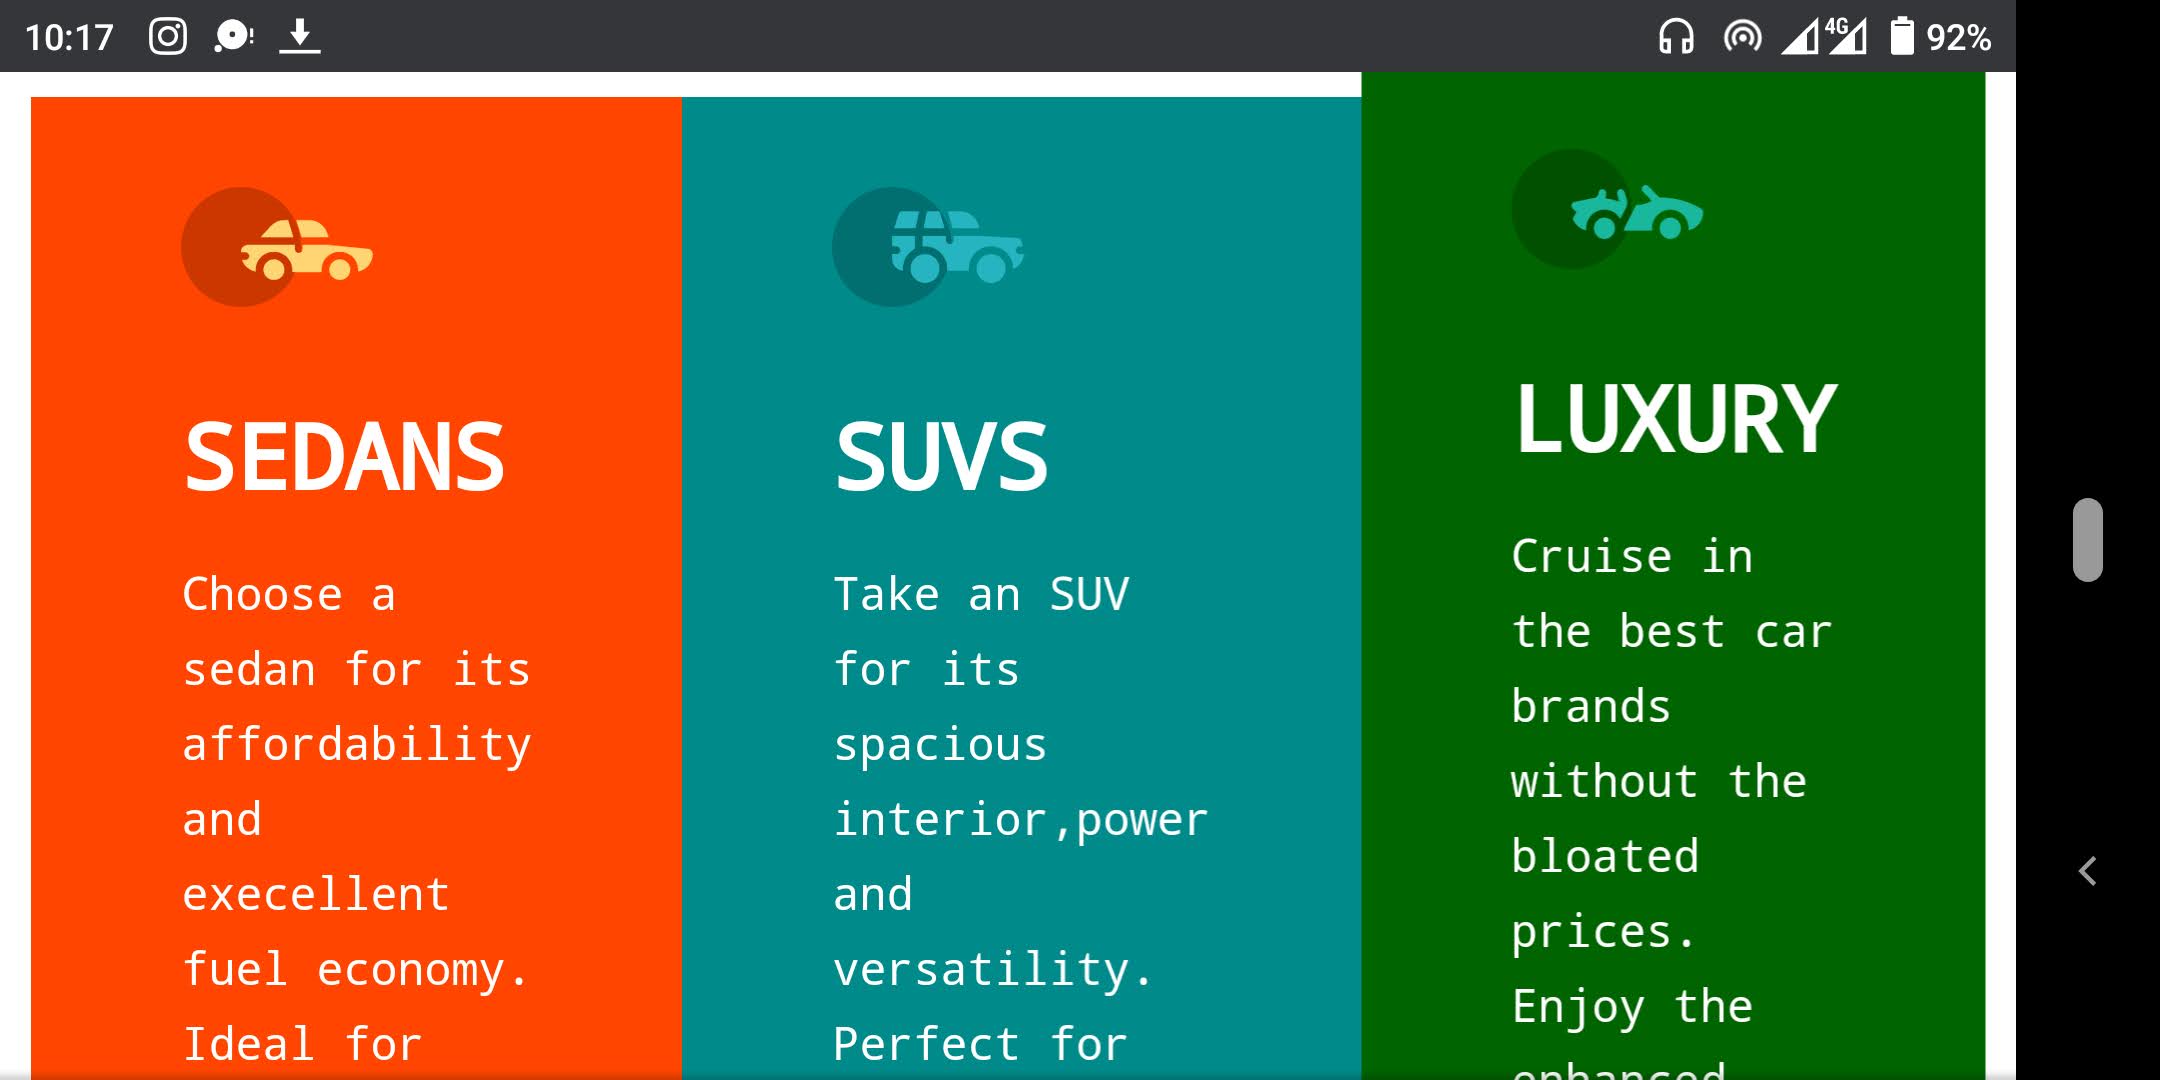 10:17
4G
92%
SEDANS
Choose a
sedan for its
affordability
and
execellent
fuel economy.
Ideal for
SUVS
Take an SUV
for its
spacious
interior,power
and
versatility.
Perfect for
LUXURY
Cruise in
the best car
brands
without the
bloated
prices.
Enjoy the
enhanced